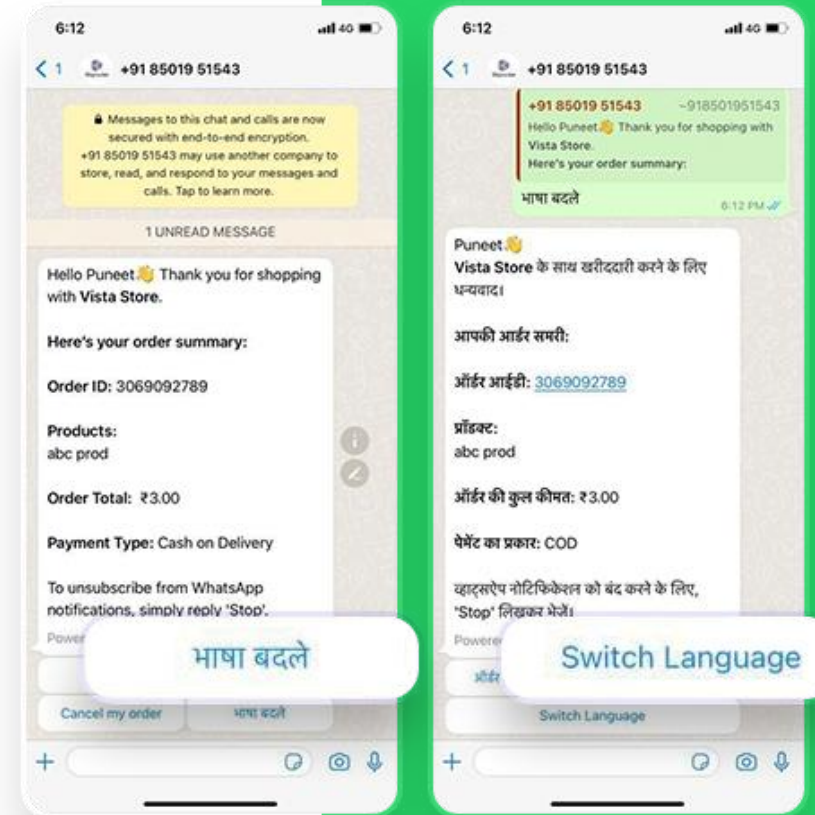 6:12
4G
1
+91 85019 51543
Messages to this chat and calls are now
secured with end-to-end encryption.
+91 85019 51543 may use another company to
store, read, and respond to your messages and
calls. Tap to learn more.
1 UNREAD MESSAGE
Hello Puneet👋 Thank you for shopping
with Vista Store.
Here's your order summary:
Order ID: 3069092789
Products:
abc prod
Order Total: ₹3.00
Payment Type: Cash on Delivery
To unsubscribe from WhatsApp
notifications, simply reply 'Stop'.
भाषा बदले
Cancel my order
भाषा बदले
6:12
4G
1
+91 85019 51543
+91 85019 51543 ~918501951543
Hello Puneet👋 Thank you for shopping with
Vista Store.
Here's your order summary:
भाषा बदले
6:12 PM
Puneet👋
Vista Store के साथ खरीददारी करने के लिए
धन्यवाद।
आपकी आर्डर समरी:
ऑर्डर आईडी: 3069092789
प्रॉडक्ट:
abc prod
ऑर्डर की कुल कीमत: ₹3.00
पेमेंट का प्रकार: COD
व्हाट्सऐप नोटिफिकेशन को बंद करने के लिए,
"Stop" लिखकर भेजें।
Switch Language
ऑर्डर
Switch Language